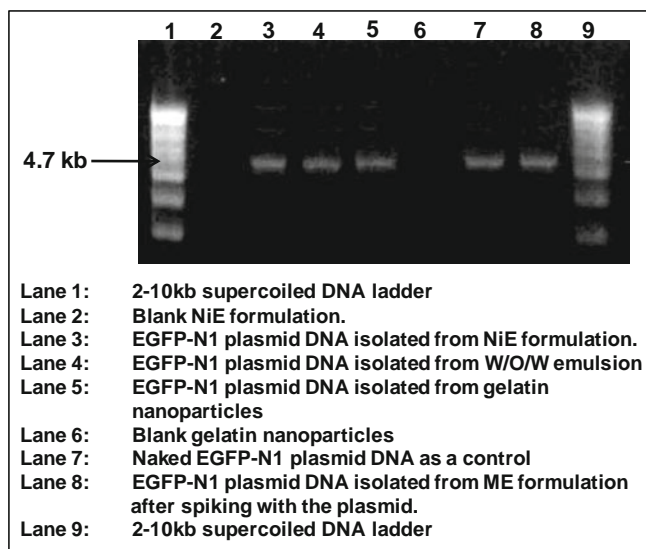 1 2 3 4 5 6 7 8 9
4.7 kb
Lane 1: 2-10kb supercoiled DNA ladder
Lane 2: Blank NiE formulation.
Lane 3: EGFP-N1 plasmid DNA isolated from NiE formulation.
Lane 4: EGFP-N1 plasmid DNA isolated from W/O/W emulsion
Lane 5: EGFP-N1 plasmid DNA isolated from gelatin
nanoparticles
Lane 6: Blank gelatin nanoparticles
Lane 7: Naked EGFP-N1 plasmid DNA as a control
Lane 8: EGFP-N1 plasmid DNA isolated from ME formulation
after spiking with the plasmid.
Lane 9: 2-10kb supercoiled DNA ladder